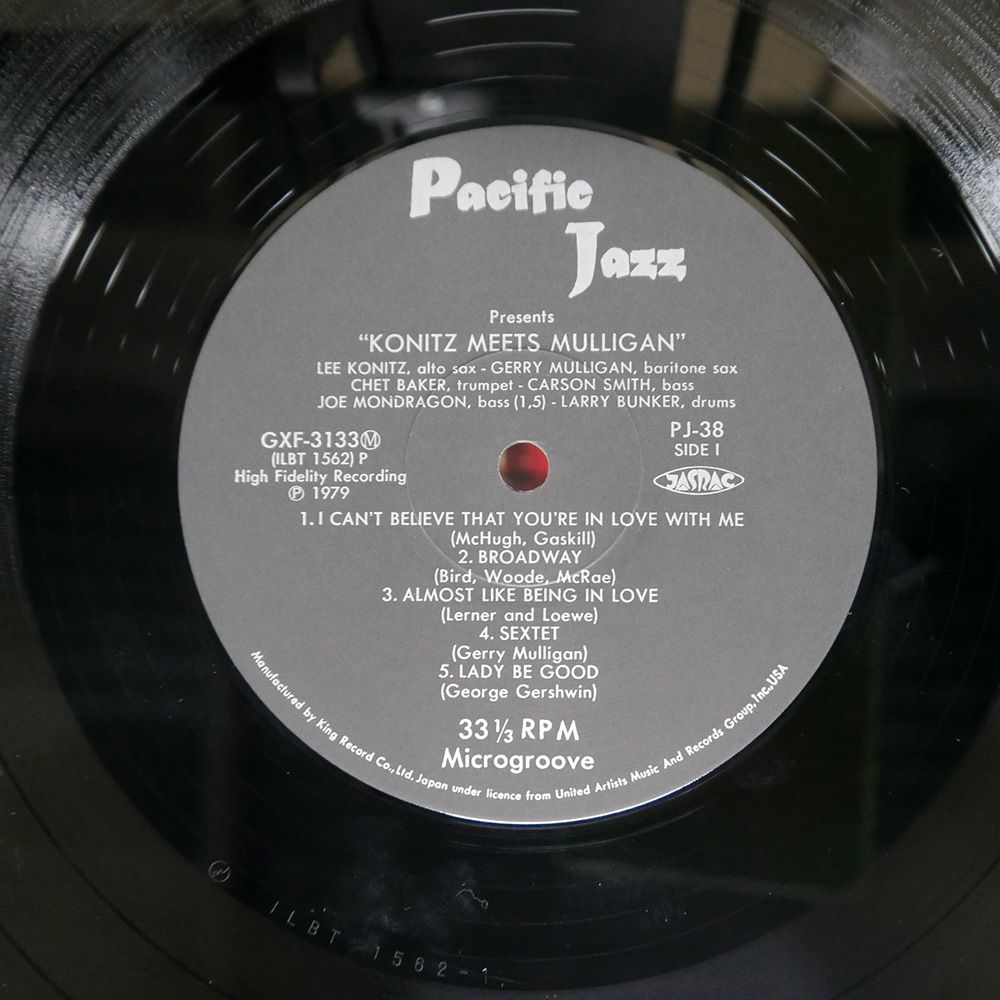 Pacific
Jazz
Presents
"KONITZ MEETS MULLIGAN"
LEE KONITZ, alto sax - GERRY MULLIGAN, baritone sax
CHET BAKER, trumpet - CARSON SMITH, bass
JOE MONDRAGON, bass (1,5) - LARRY BUNKER, drums
GXF-3133Ⓜ
(ILBT 1562) P
High Fidelity Recording
℗ 1979
PJ-38
SIDE I
JASRAC
1. I CAN'T BELIEVE THAT YOU'RE IN LOVE WITH ME
(McHugh, Gaskill)
2. BROADWAY
(Bird, Woode, McRae)
3. ALMOST LIKE BEING IN LOVE
(Lerner and Loewe)
4. SEXTET
(Gerry Mulligan)
5. LADY BE GOOD
(George Gershwin)
33 1/3 RPM
Microgroove
Manufactured by King Record Co., Ltd. Japan under licence from United Artists Music And Records Group, Inc, USA
ILBT 1562-1